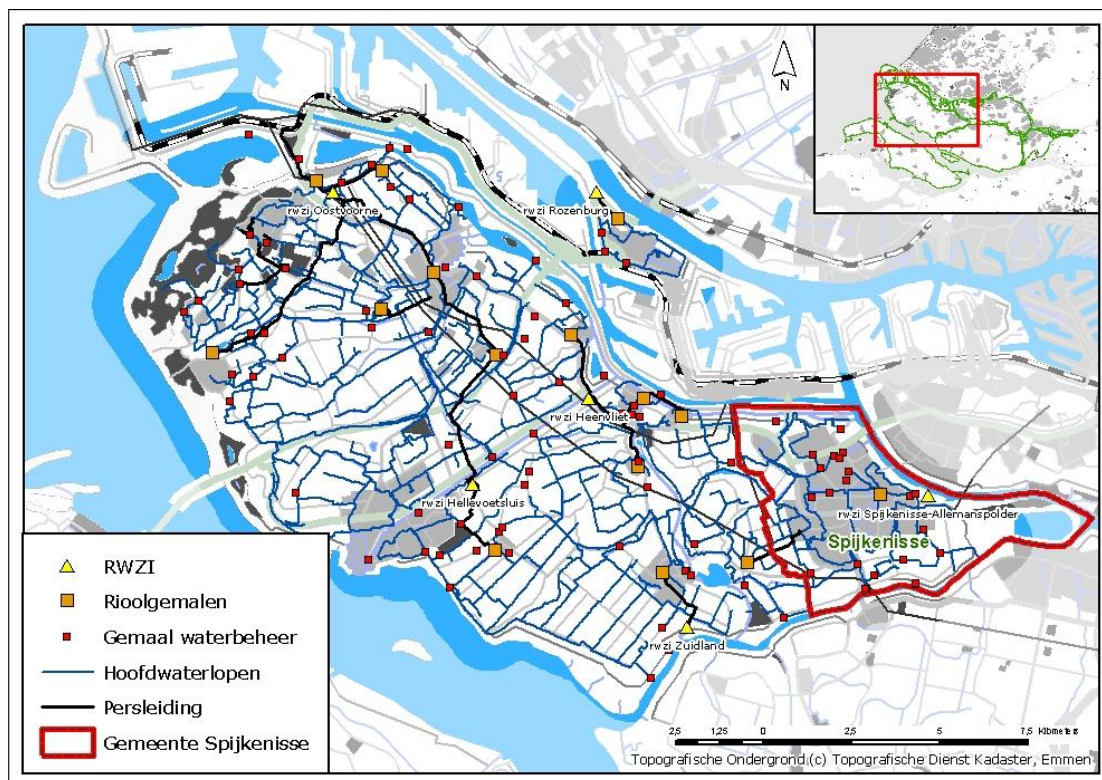 N
rwzi Oostvoorne
rwzi Rozenburg
rwzi Heenvliet
rwzi Hellevoetsluis
rwzi Spijkenisse-Allemanspolder
Spijkenisse
rwzi Zuidland
RWZI
Rioolgemalen
Gemaal waterbeheer
Hoofdwaterlopen
Persleiding
Gemeente Spijkenisse
2,5 1,25 0 2,5 5 7,5 Kilometers
Topografische Ondergrond (c) Topografische Dienst Kadaster, Emmen